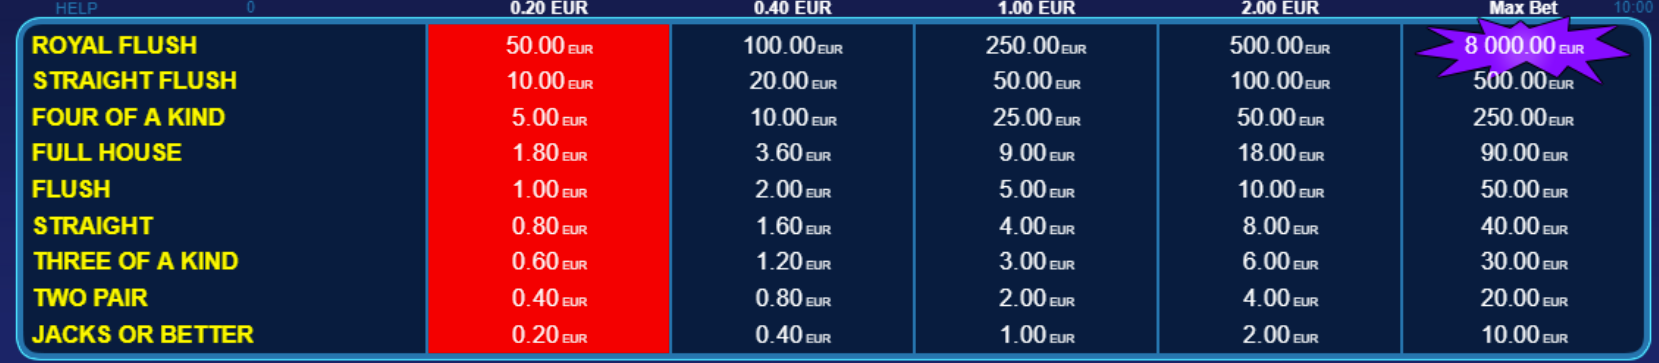 HELP 0 0.20 EUR 0.40 EUR 1.00 EUR 2.00 EUR Max Bet 10:00
ROYAL FLUSH 50.00 EUR 100.00 EUR 250.00 EUR 500.00 EUR 8 000.00 EUR
STRAIGHT FLUSH 10.00 EUR 20.00 EUR 50.00 EUR 100.00 EUR 500.00 EUR
FOUR OF A KIND 5.00 EUR 10.00 EUR 25.00 EUR 50.00 EUR 250.00 EUR
FULL HOUSE 1.80 EUR 3.60 EUR 9.00 EUR 18.00 EUR 90.00 EUR
FLUSH 1.00 EUR 2.00 EUR 5.00 EUR 10.00 EUR 50.00 EUR
STRAIGHT 0.80 EUR 1.60 EUR 4.00 EUR 8.00 EUR 40.00 EUR
THREE OF A KIND 0.60 EUR 1.20 EUR 3.00 EUR 6.00 EUR 30.00 EUR
TWO PAIR 0.40 EUR 0.80 EUR 2.00 EUR 4.00 EUR 20.00 EUR
JACKS OR BETTER 0.20 EUR 0.40 EUR 1.00 EUR 2.00 EUR 10.00 EUR